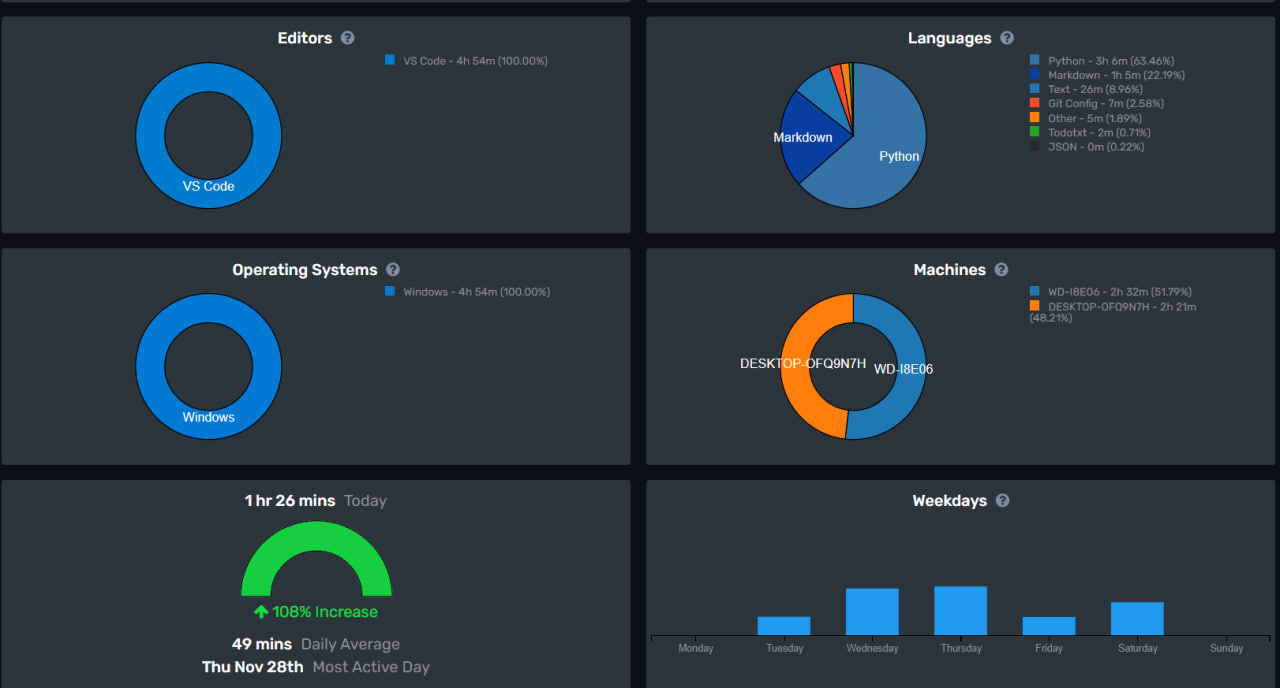 Editors ?
VS Code - 4h 54m (100.00%)
VS Code
Languages ?
Python - 3h 6m (63.46%)
Markdown - 1h 5m (22.19%)
Text - 26m (8.96%)
Git Config - 7m (2.58%)
Other - 5m (1.89%)
Todotxt - 2m (0.71%)
JSON - 0m (0.22%)
Markdown
Python
Operating Systems ?
Windows - 4h 54m (100.00%)
Windows
Machines ?
WD-I8E06 - 2h 32m (51.79%)
DESKTOP-OFQ9N7H - 2h 21m
(48.21%)
DESKTOP-OFQ9N7H
WD-I8E06
1 hr 26 mins Today
108% Increase
49 mins Daily Average
Thu Nov 28th Most Active Day
Weekdays ?
Monday Tuesday Wednesday Thursday Friday Saturday Sunday